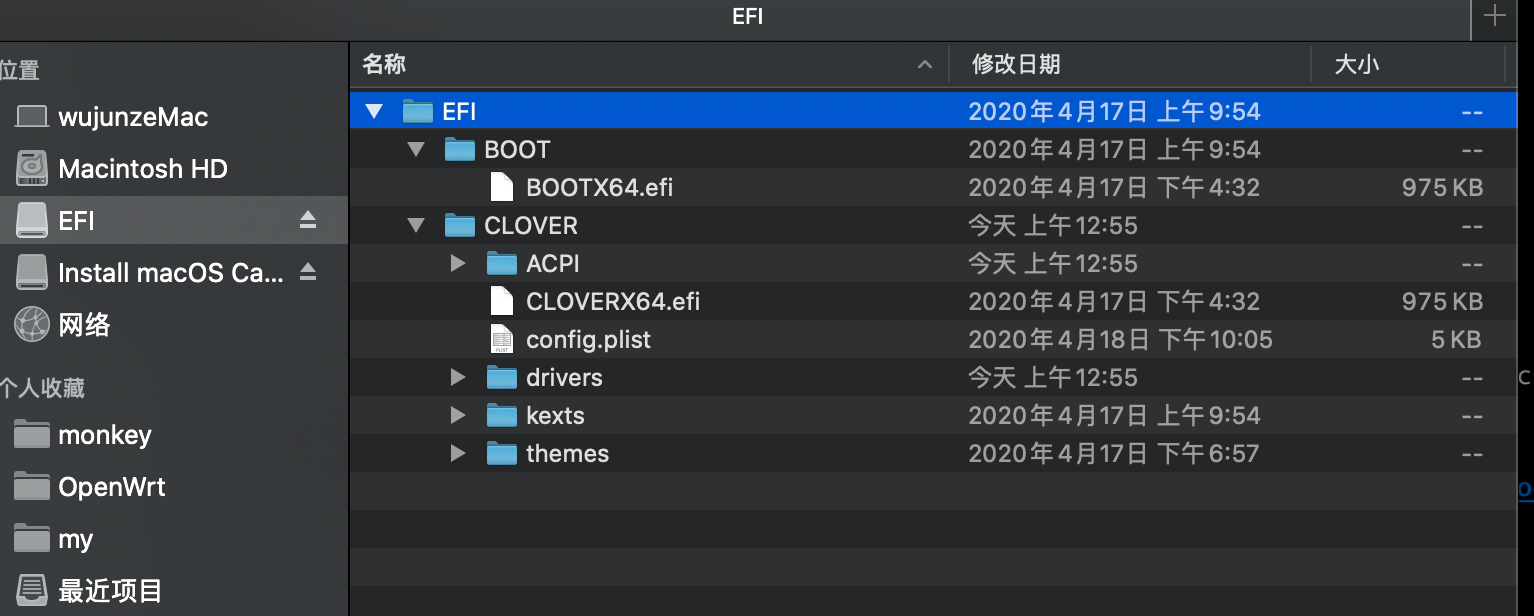 EFI
位置
wujunzeMac
Macintosh HD
EFI
Install macOS Ca...
网络
个人收藏
monkey
OpenWrt
my
最近项目
名称 修改日期 大小
EFI 2020年4月17日 上午9:54 --
BOOT 2020年4月17日 上午9:54 --
BOOTX64.efi 2020年4月17日 下午4:32 975 KB
CLOVER 今天 上午12:55 --
ACPI 今天 上午12:55 --
CLOVERX64.efi 2020年4月17日 下午4:32 975 KB
config.plist 2020年4月18日 下午10:05 5 KB
drivers 今天 上午12:55 --
kexts 2020年4月17日 上午9:54 --
themes 2020年4月17日 下午6:57 --